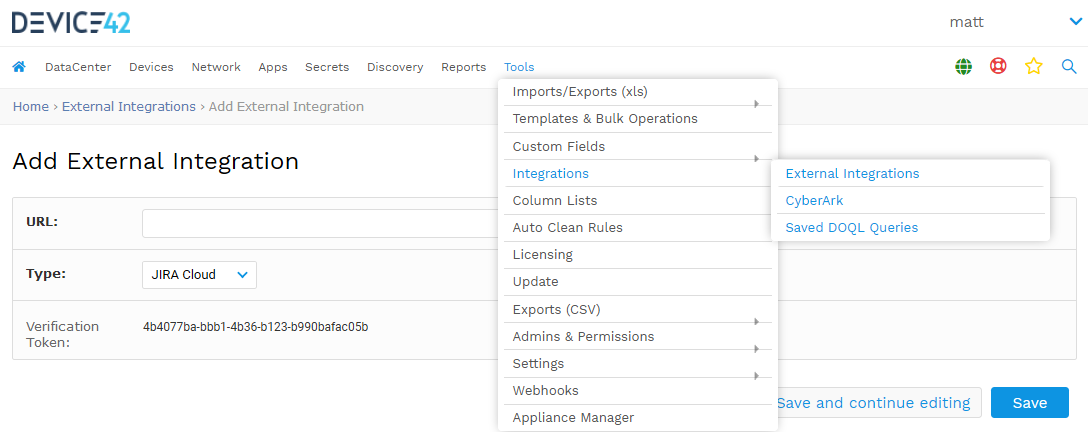 DEVICE42
matt
DataCenter Devices Network Apps Secrets Discovery Reports Tools
Home › External Integrations › Add External Integration
Add External Integration
URL:
Type: JIRA Cloud
Verification
Token: 4b4077ba-bbb1-4b36-b123-b990bafac05b
Imports/Exports (xls)
Templates & Bulk Operations
Custom Fields
Integrations
Column Lists
Auto Clean Rules
Licensing
Update
Exports (CSV)
Admins & Permissions
Settings
Webhooks
Appliance Manager
External Integrations
CyberArk
Saved DOQL Queries
Save and continue editing
Save